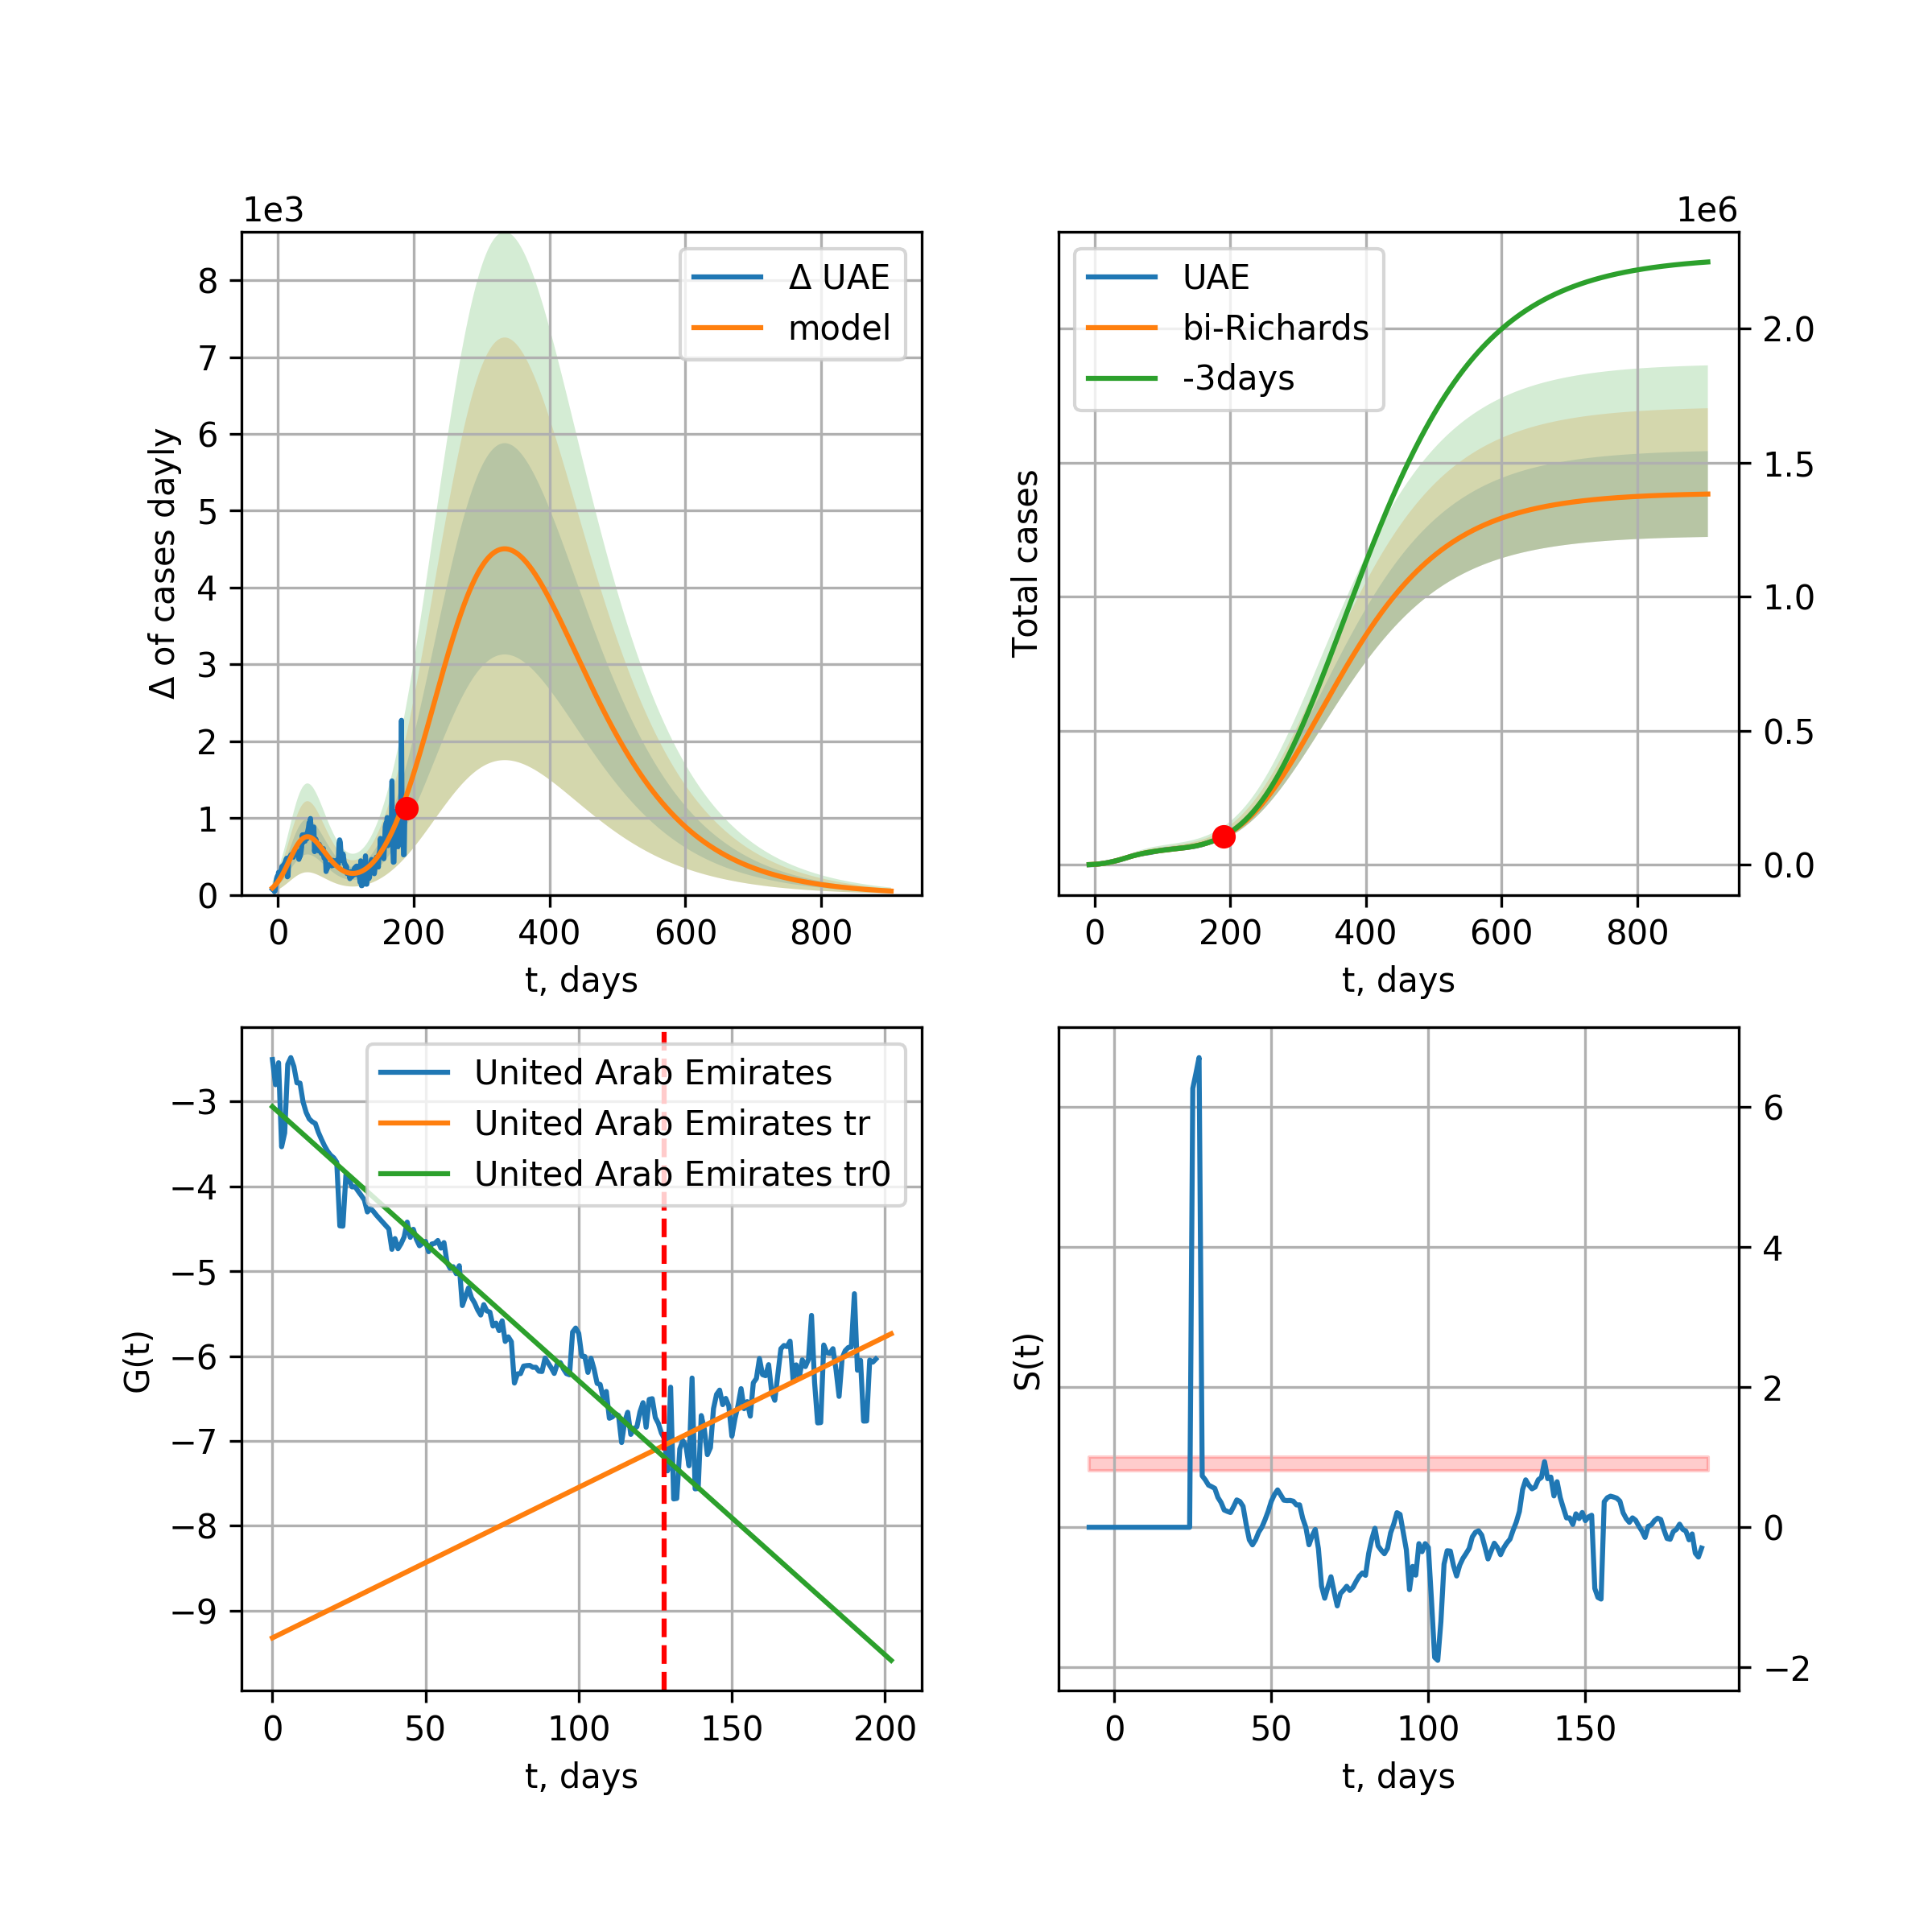 1e3
Δ of cases dayly
8
7
6
5
4
3
2
1
0
0 200 400 600 800
t, days
Δ UAE
model
1e6
Total cases
2.0
1.5
1.0
0.5
0.0
0 200 400 600 800
t, days
UAE
bi-Richards
-3days
G(t)
−3
−4
−5
−6
−7
−8
−9
0 50 100 150 200
t, days
United Arab Emirates
United Arab Emirates tr
United Arab Emirates tr0
S(t)
6
4
2
0
−2
0 50 100 150
t, days